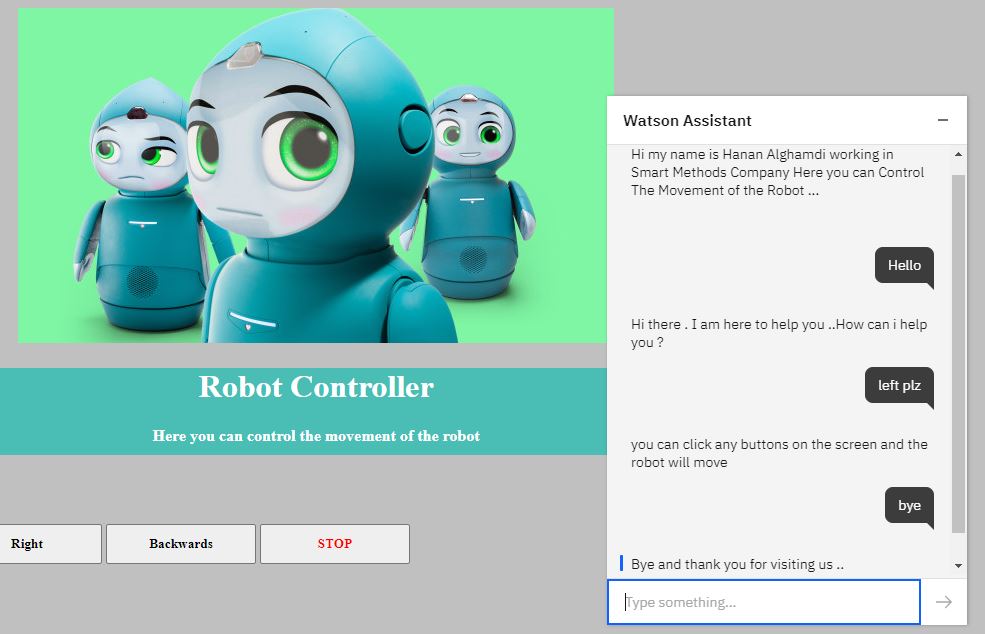 Watson Assistant
Hi my name is Hanan Alghamdi working in
Smart Methods Company Here you can Control
The Movement of the Robot ...
Hello
Hi there . I am here to help you ..How can i help
you ?
left plz
you can click any buttons on the screen and the
robot will move
bye
Bye and thank you for visiting us ..
Type something...
Robot Controller
Here you can control the movement of the robot
Right
Backwards
STOP